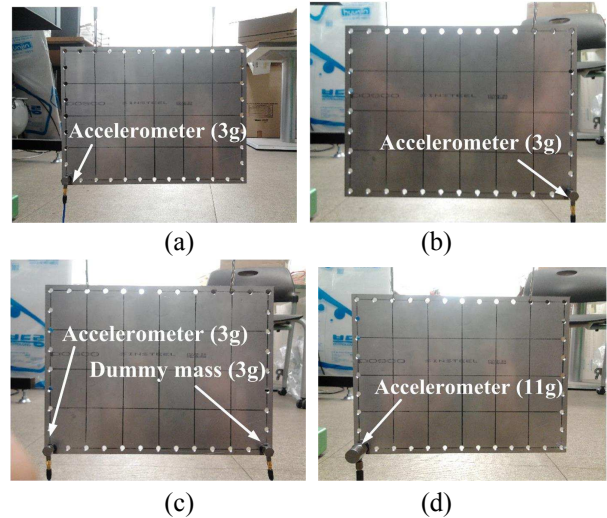 Accelerometer (3g)
(a)
Accelerometer (3g)
(b)
Accelerometer (3g)
Dummy mass (3g)
(c)
Accelerometer (11g)
(d)